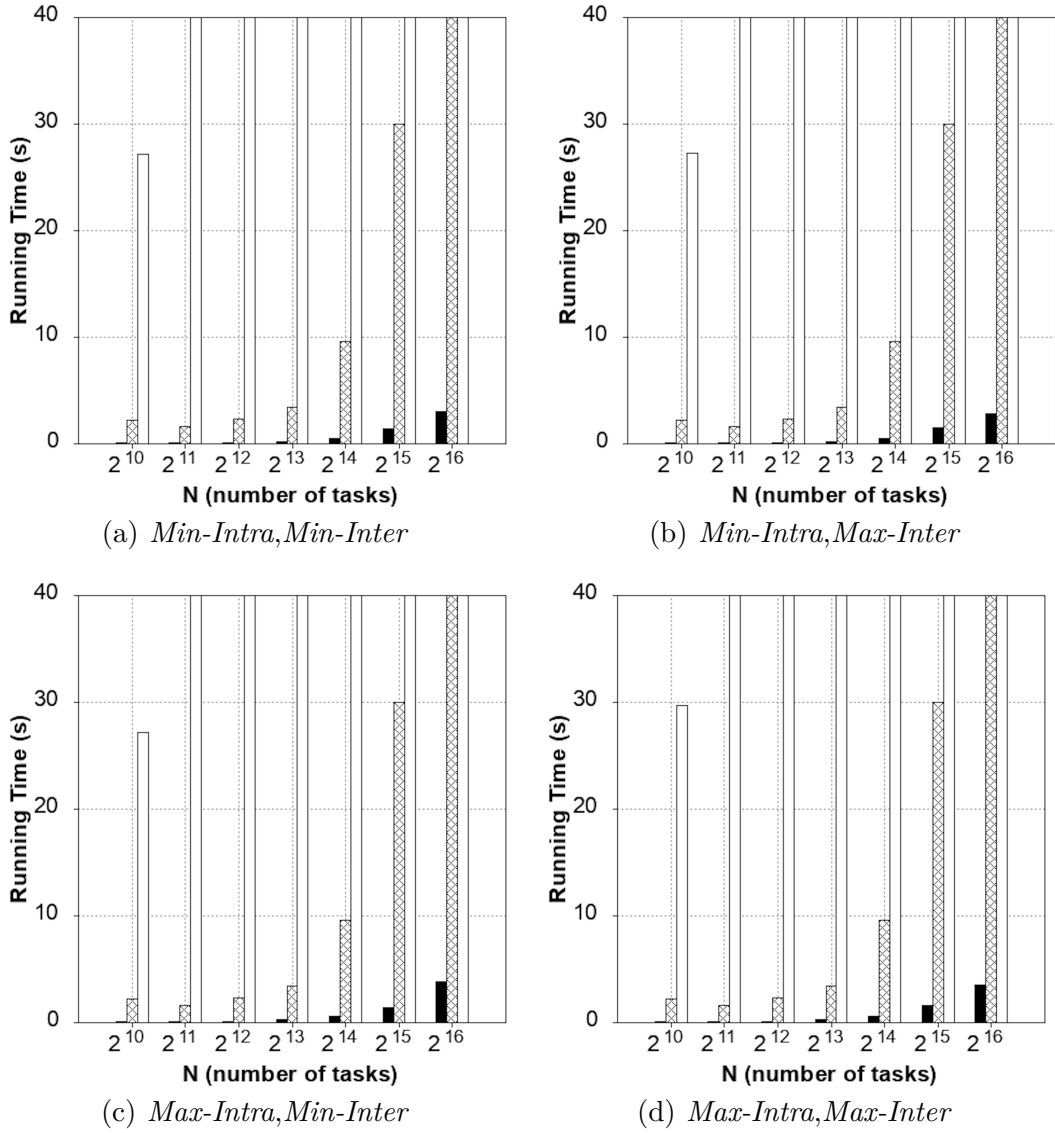 40
30
20
10
0
Running Time (s)
2^10 2^11 2^12 2^13 2^14 2^15 2^16
N (number of tasks)
(a) Min-Intra,Min-Inter
40
30
20
10
0
Running Time (s)
2^10 2^11 2^12 2^13 2^14 2^15 2^16
N (number of tasks)
(b) Min-Intra,Max-Inter
40
30
20
10
0
Running Time (s)
2^10 2^11 2^12 2^13 2^14 2^15 2^16
N (number of tasks)
(c) Max-Intra,Min-Inter
40
30
20
10
0
Running Time (s)
2^10 2^11 2^12 2^13 2^14 2^15 2^16
N (number of tasks)
(d) Max-Intra,Max-Inter